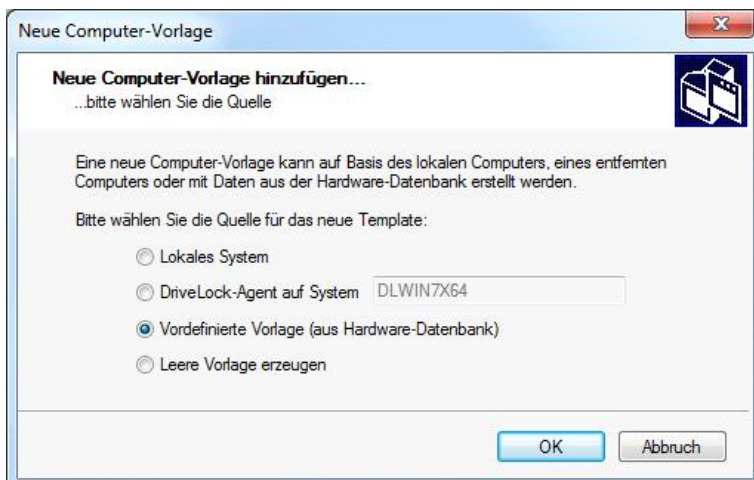 Neue Computer-Vorlage
Neue Computer-Vorlage hinzufügen...
...bitte wählen Sie die Quelle
Eine neue Computer-Vorlage kann auf Basis des lokalen Computers, eines entfernten
Computers oder mit Daten aus der Hardware-Datenbank erstellt werden.
Bitte wählen Sie die Quelle für das neue Template:
Lokales System
DriveLock-Agent auf System DLWIN7X64
Vordefinierte Vorlage (aus Hardware-Datenbank)
Leere Vorlage erzeugen
OK Abbruch